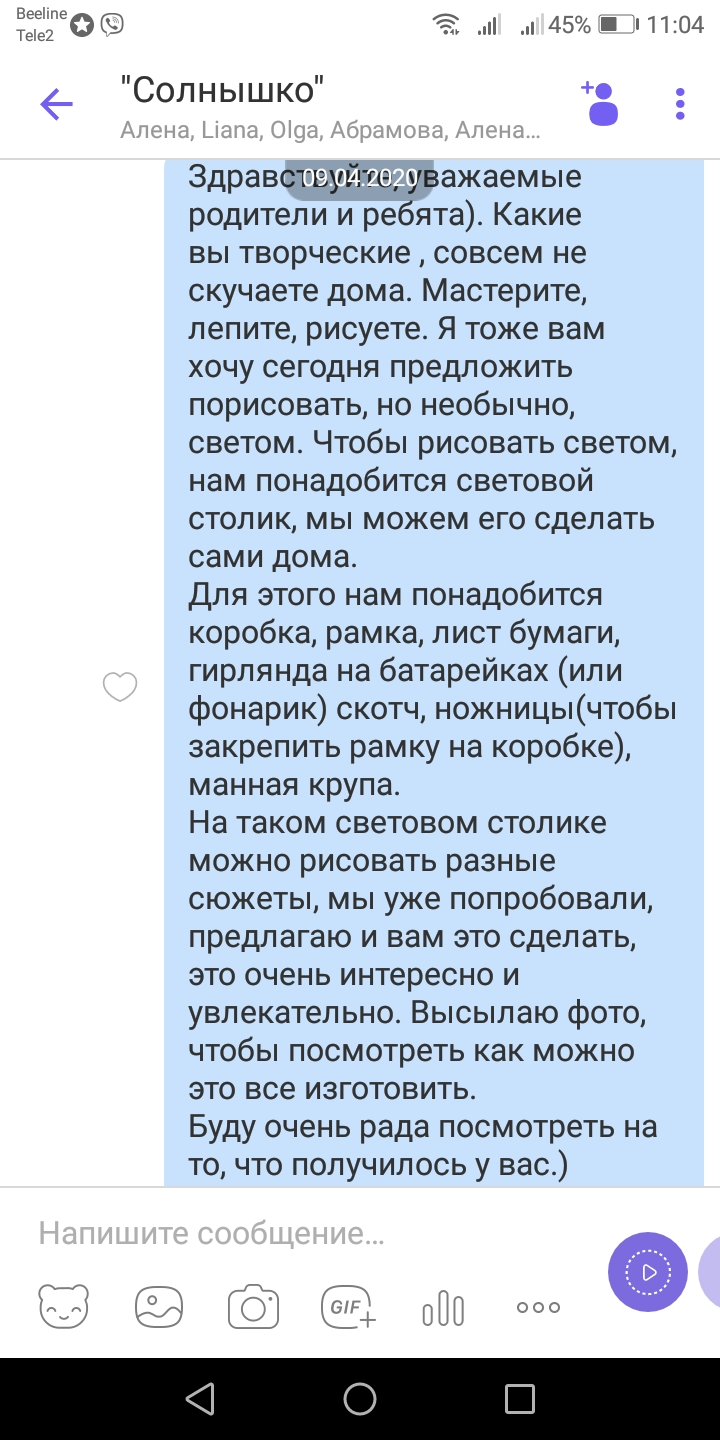 Beeline
Tele2
45% 11:04
"Солнышко"
Алена, Liana, Olga, Абрамова, Алена...
09.04.2020
Здравствуйте, уважаемые
родители и ребята). Какие
вы творческие , совсем не
скучаете дома. Мастерите,
лепите, рисуете. Я тоже вам
хочу сегодня предложить
порисовать, но необычно,
светом. Чтобы рисовать светом,
нам понадобится световой
столик, мы можем его сделать
сами дома.
Для этого нам понадобится
коробка, рамка, лист бумаги,
гирлянда на батарейках (или
фонарик) скотч, ножницы(чтобы
закрепить рамку на коробке),
манная крупа.
На таком световом столике
можно рисовать разные
сюжеты, мы уже попробовали,
предлагаю и вам это сделать,
это очень интересно и
увлекательно. Высылаю фото,
чтобы посмотреть как можно
это все изготовить.
Буду очень рада посмотреть на
то, что получилось у вас.)
Напишите сообщение...
GIF